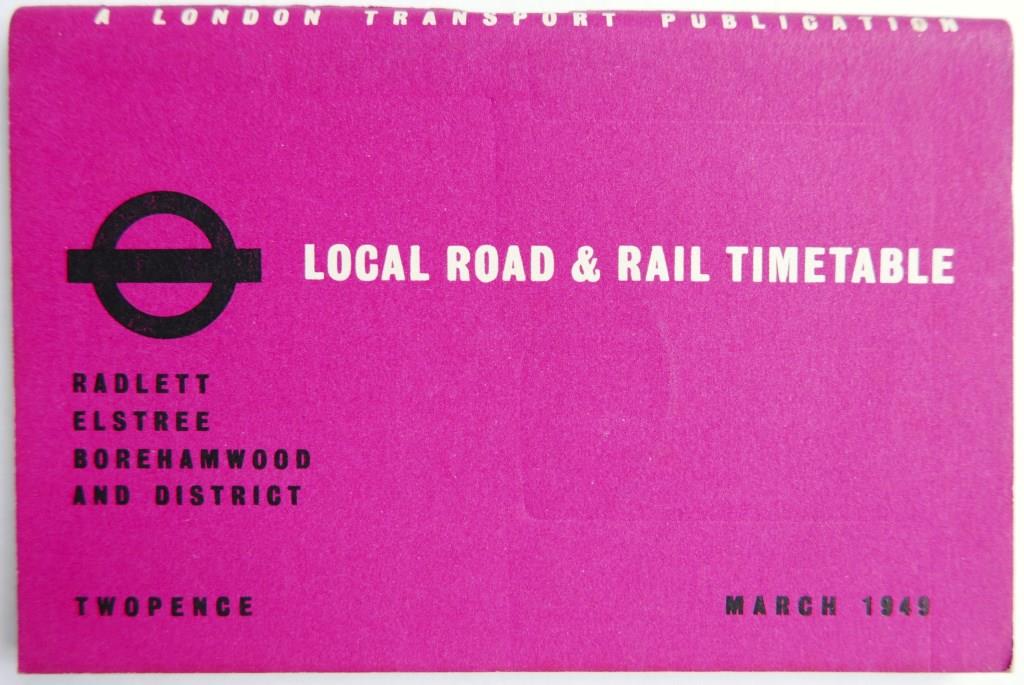 A LONDON TRANSPORT PUBLICATION
LOCAL ROAD & RAIL TIMETABLE
RADLETT
ELSTREE
BOREHAMWOOD
AND DISTRICT
TWOPENCE
MARCH 1949